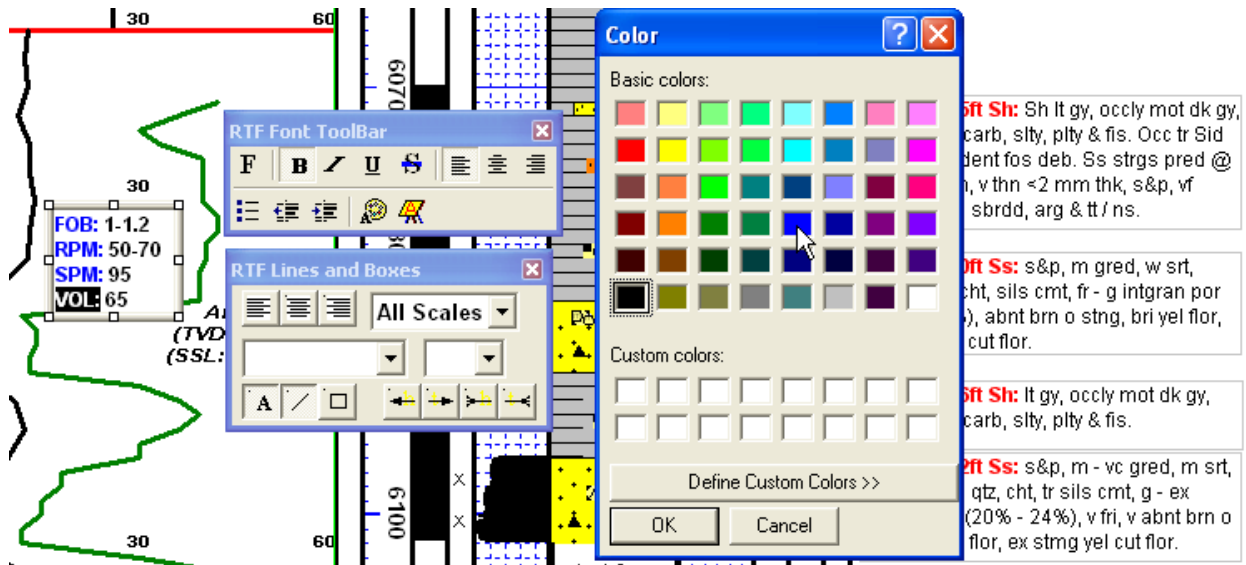 30
60
6070
30
FOB: 1-1.2
RPM: 50-70
SPM: 95
VOL: 65
(TVD
(SSL:
30
60
6100
RTF Font ToolBar
F B I U S
RTF Lines and Boxes
All Scales
A
x
x
Color
Basic colors:
Custom colors:
Define Custom Colors >>
OK
Cancel
5ft Sh: Sh lt gy, occly mot dk gy,
carb, slty, plty & fis. Occ tr Sid
dent fos deb. Ss strgs pred @
, v thn <2 mm thk, s&p, vf
sbrdd, arg & tt / ns.
0ft Ss: s&p, m gred, w srt,
cht, sils cmt, fr - g intgran por
), abnt brn o stng, bri yel flor,
cut flor.
5ft Sh: lt gy, occly mot dk gy,
carb, slty, plty & fis.
2ft Ss: s&p, m - vc gred, m srt,
qtz, cht, tr sils cmt, g - ex
(20% - 24%), v fri, v abnt brn o
flor, ex stmg yel cut flor.